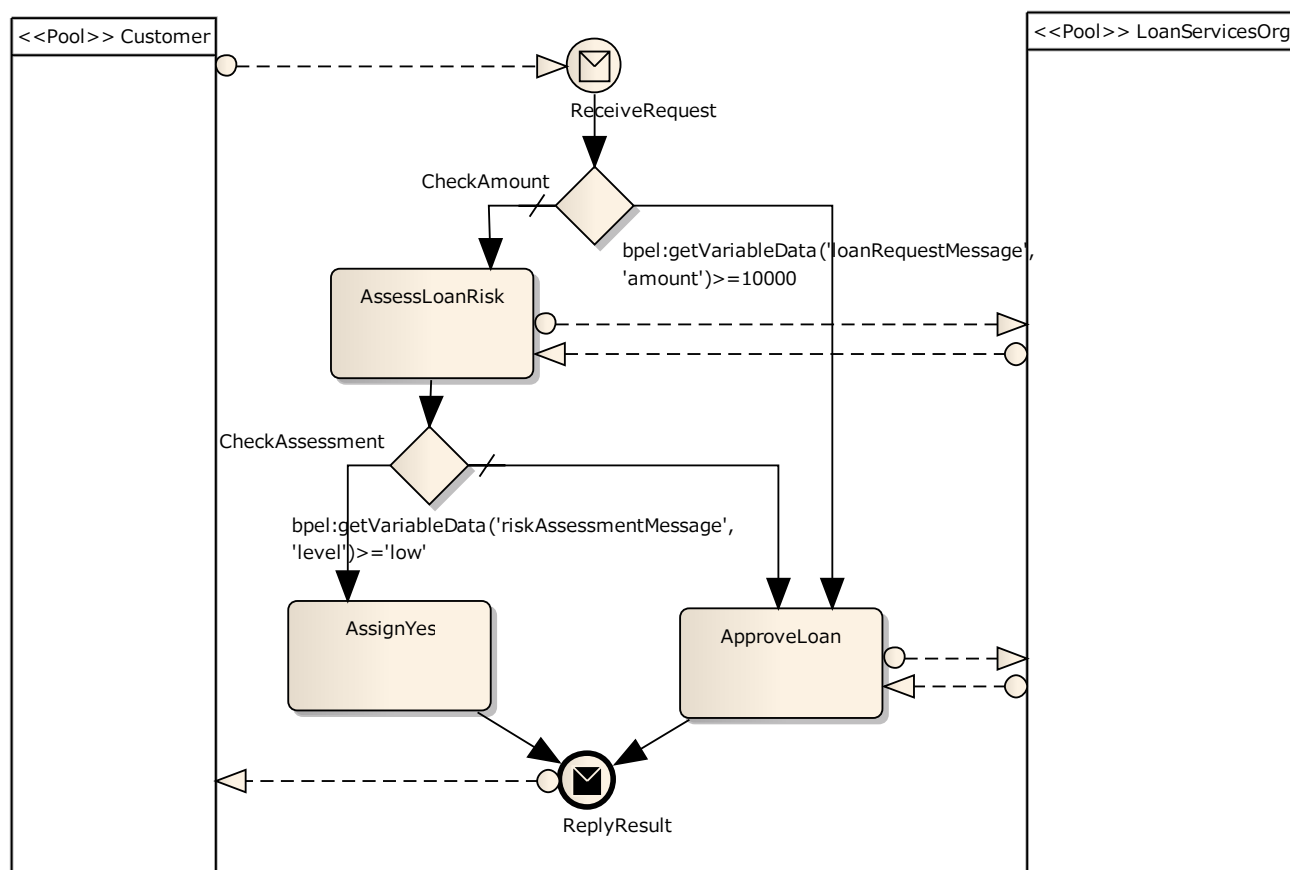 <<Pool>> Customer
<<Pool>> LoanServicesOrg
ReceiveRequest
CheckAmount
bpel:getVariableData('loanRequestMessage',
'amount')>=10000
AssessLoanRisk
CheckAssessment
bpel:getVariableData('riskAssessmentMessage',
'level')>='low'
AssignYes
ApproveLoan
ReplyResult